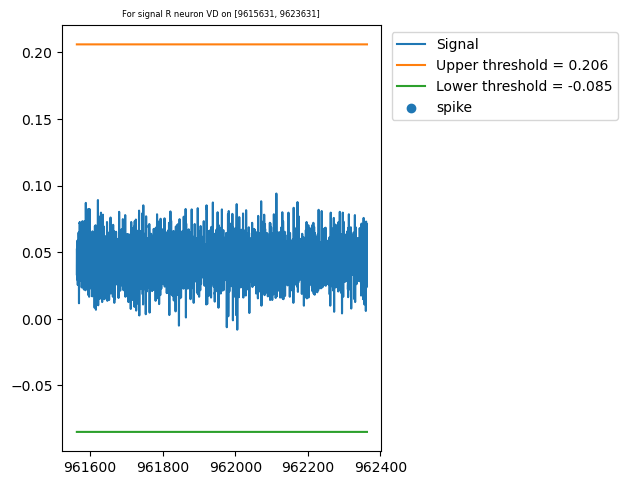 For signal R neuron VD on [9615631, 9623631]
Signal
Upper threshold = 0.206
Lower threshold = -0.085
spike
0.20
0.15
0.10
0.05
0.00
−0.05
961600 961800 962000 962200 962400